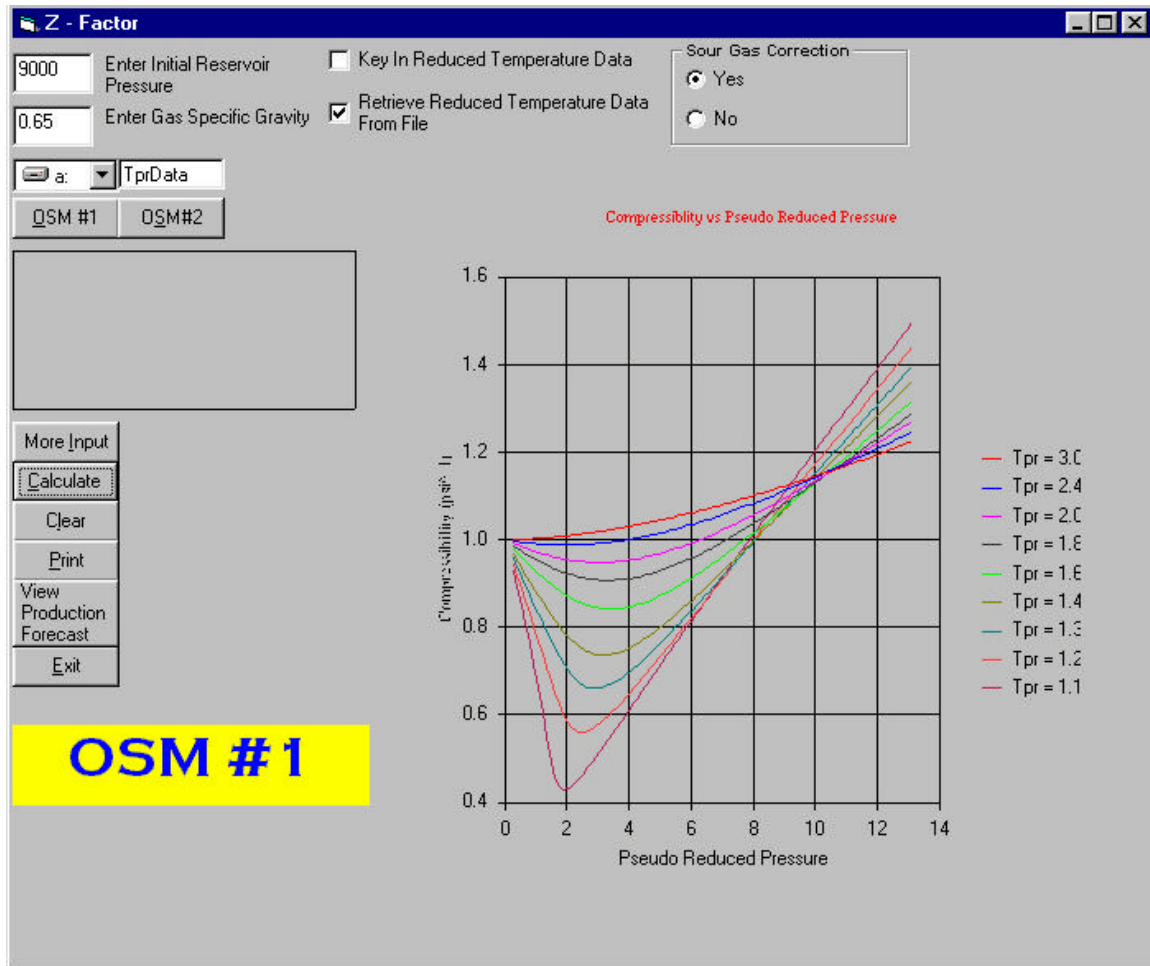 Z - Factor
9000
Enter Initial Reservoir
Pressure
0.65
Enter Gas Specific Gravity
Key In Reduced Temperature Data
Retrieve Reduced Temperature Data
From File
Sour Gas Correction
Yes
No
a:
TprData
OSM #1
OSM#2
Compressiblity vs Pseudo Reduced Pressure
1.6
1.4
1.2
1.0
0.8
0.6
0.4
0
2
4
6
8
10
12
14
Compressibility
Pseudo Reduced Pressure
Tpr = 3.0
Tpr = 2.4
Tpr = 2.0
Tpr = 1.8
Tpr = 1.6
Tpr = 1.4
Tpr = 1.3
Tpr = 1.2
Tpr = 1.1
More Input
Calculate
Clear
Print
View
Production
Forecast
Exit
OSM #1